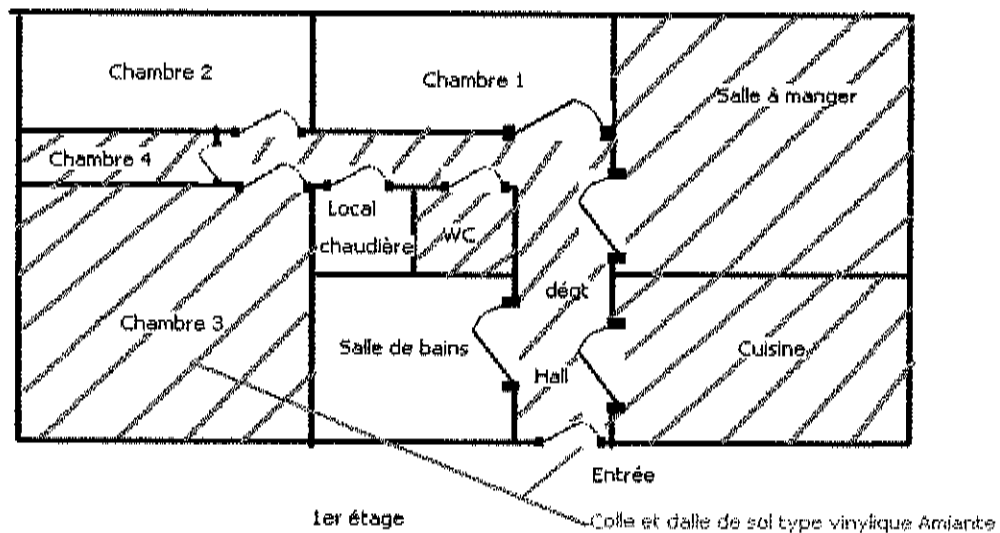 Chambre 2
Chambre 1
Salle à manger
Chambre 4
Local
chaudière
WC
dégt
Chambre 3
Salle de bains
Hall
Cuisine
Entrée
1er étage
Colle et dalle de sol type vinylique Amiante